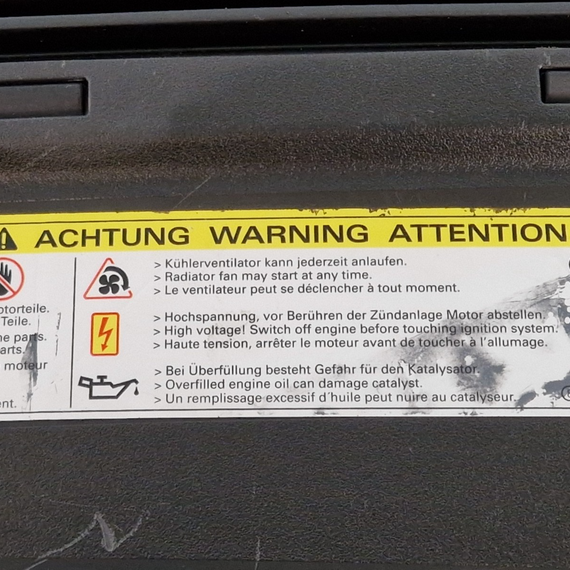 ACHTUNG WARNING ATTENTION
otorteile.
Teile.
ne parts.
arts.
moteur
ent.
> Kühlerventilator kann jederzeit anlaufen.
> Radiator fan may start at any time.
> Le ventilateur peut se déclencher à tout moment.
> Hochspannung, vor Berühren der Zündanlage Motor abstellen.
> High voltage! Switch off engine before touching ignition system.
> Haute tension, arrêter le moteur avant de toucher à l'allumage.
> Bei Überfüllung besteht Gefahr für den Katalysator.
> Overfilled engine oil can damage catalyst.
> Un remplissage excessif d'huile peut nuire au catalyseur.